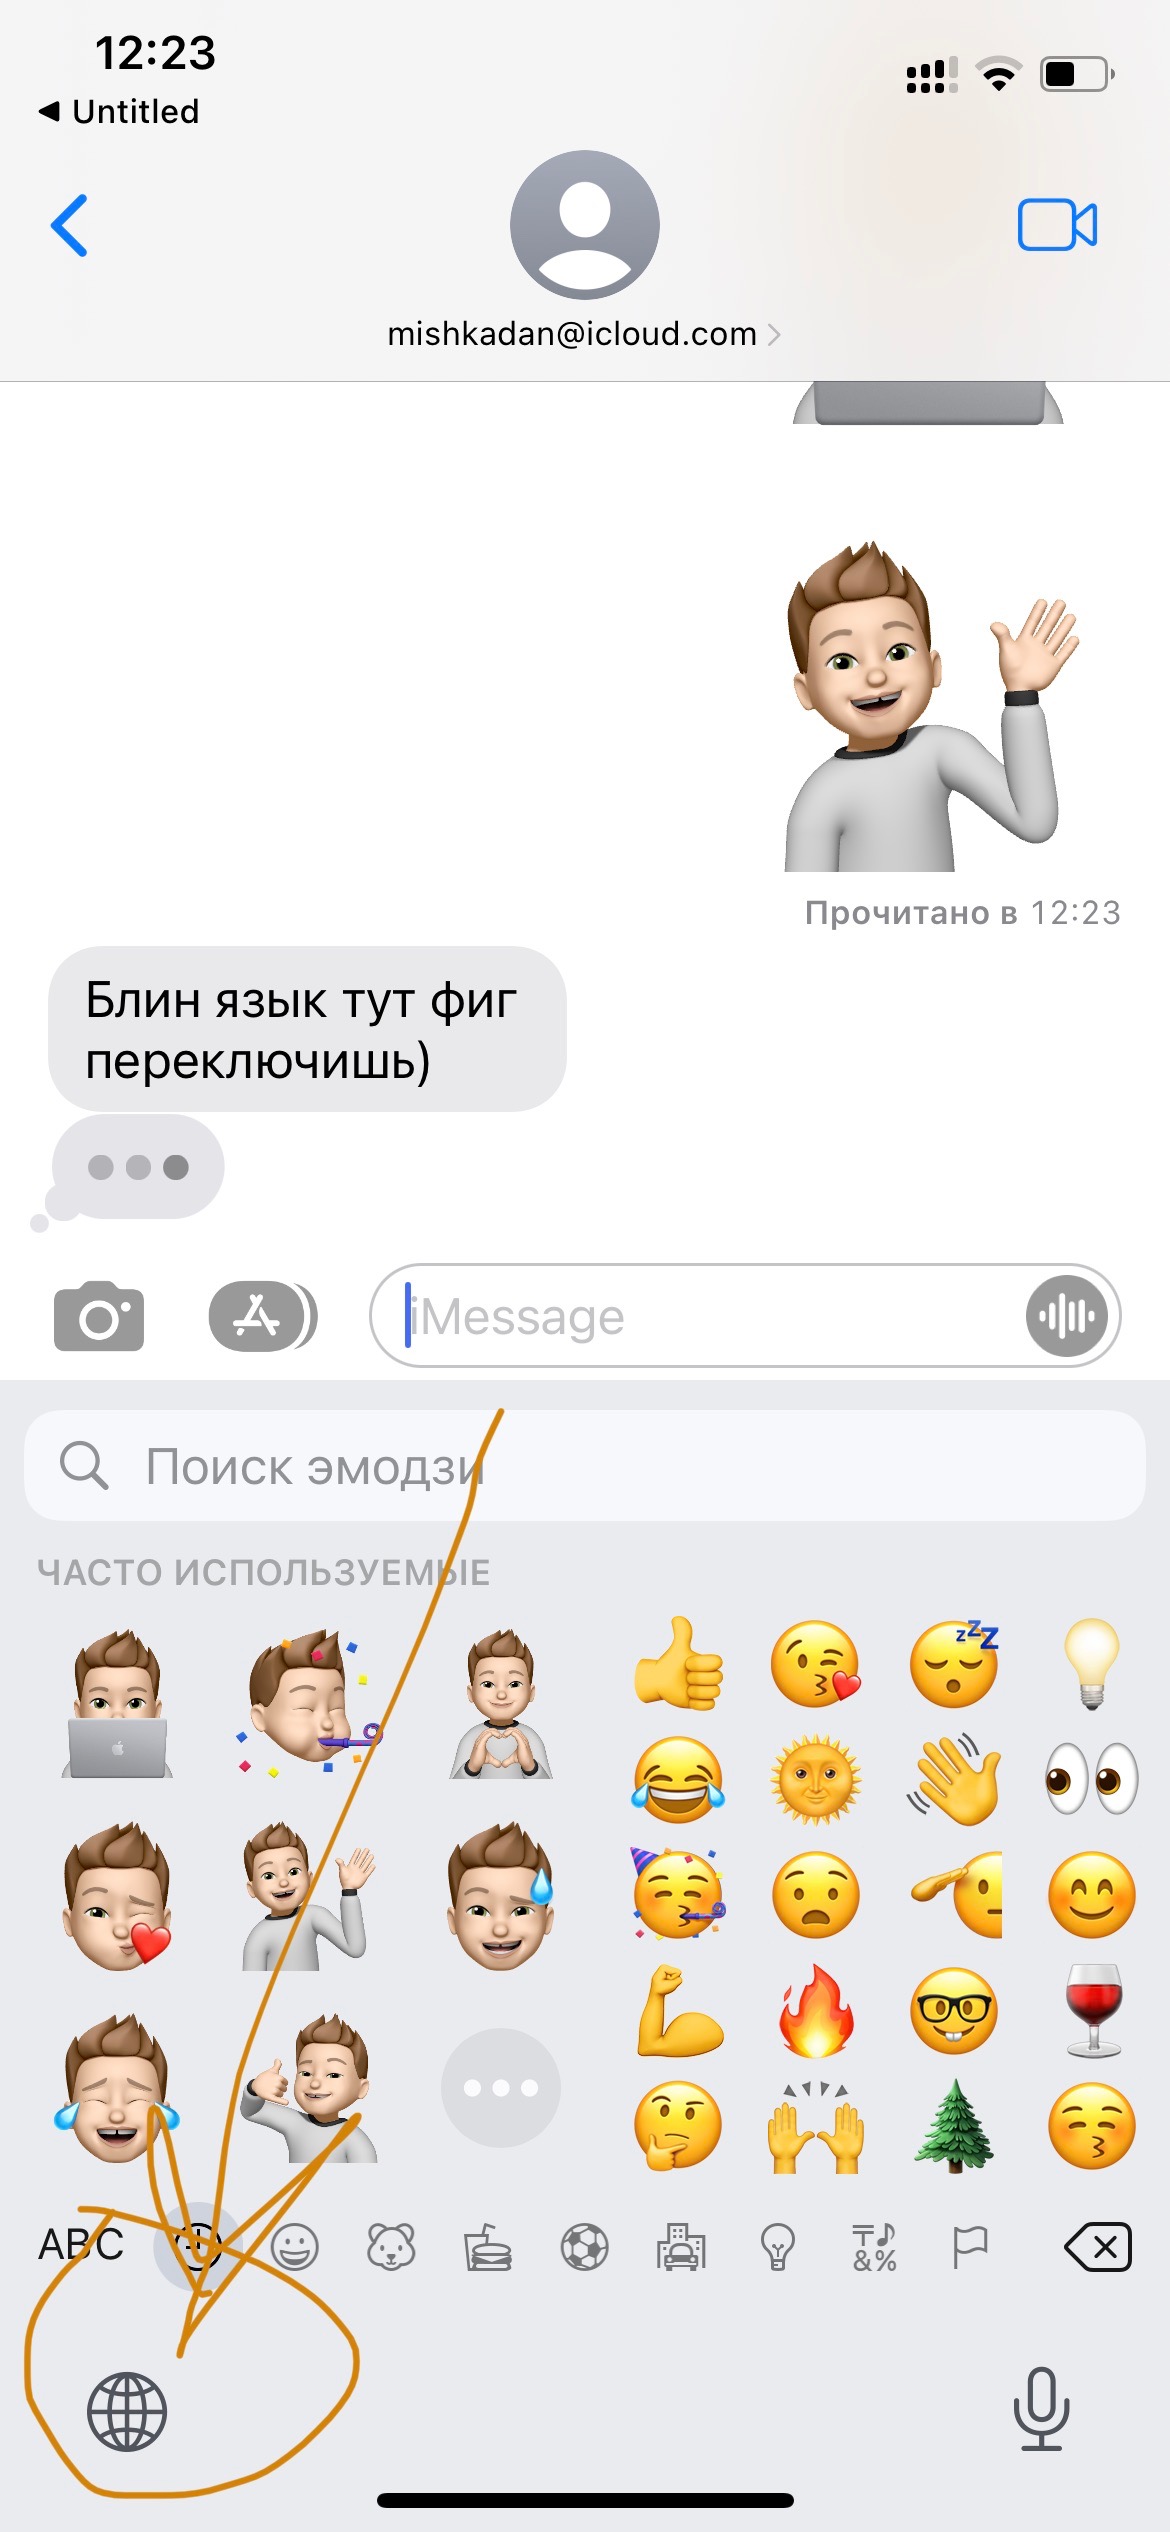 12:23
◀ Untitled
mishkadan@icloud.com
Прочитано в 12:23
Блин язык тут фиг
переключишь)
iMessage
Поиск эмодзи
ЧАСТО ИСПОЛЬЗУЕМЫЕ
ABC